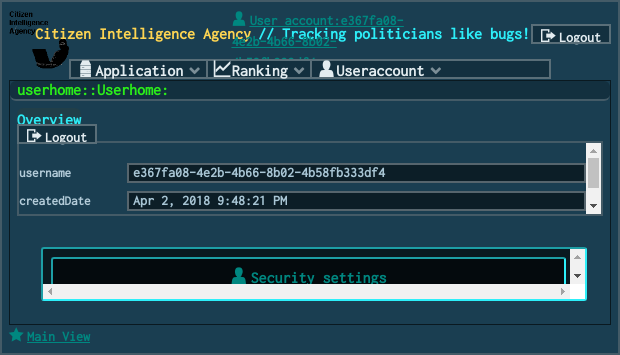 Citizen
Intelligence
Agency
User account:e367fa08-
4e2b-4b66-8b02-
Citizen Intelligence Agency // Tracking politicians like bugs!
Logout
Application
Ranking
Useraccount
userhome::Userhome:
Overview
Logout
username
e367fa08-4e2b-4b66-8b02-4b58fb333df4
createdDate
Apr 2, 2018 9:48:21 PM
Security settings
Main View